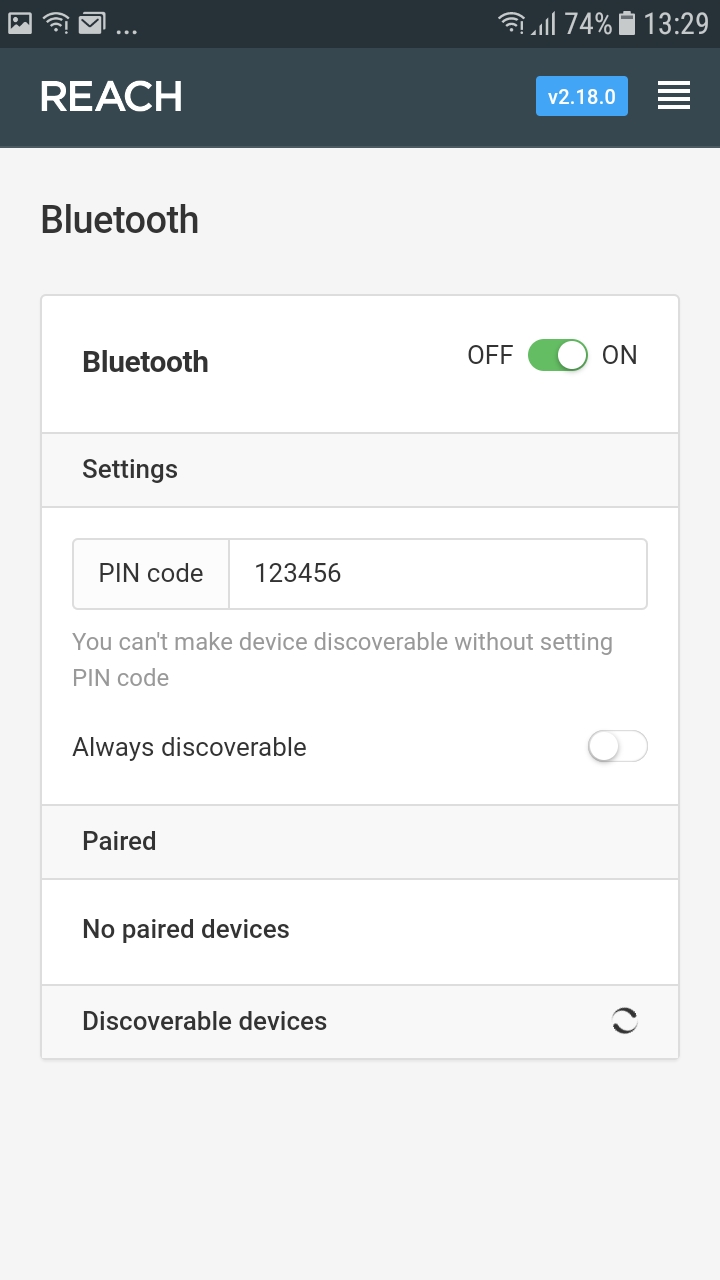 ... 74% 13:29
REACH v2.18.0
Bluetooth
Bluetooth OFF ON
Settings
PIN code 123456
You can't make device discoverable without setting
PIN code
Always discoverable
Paired
No paired devices
Discoverable devices